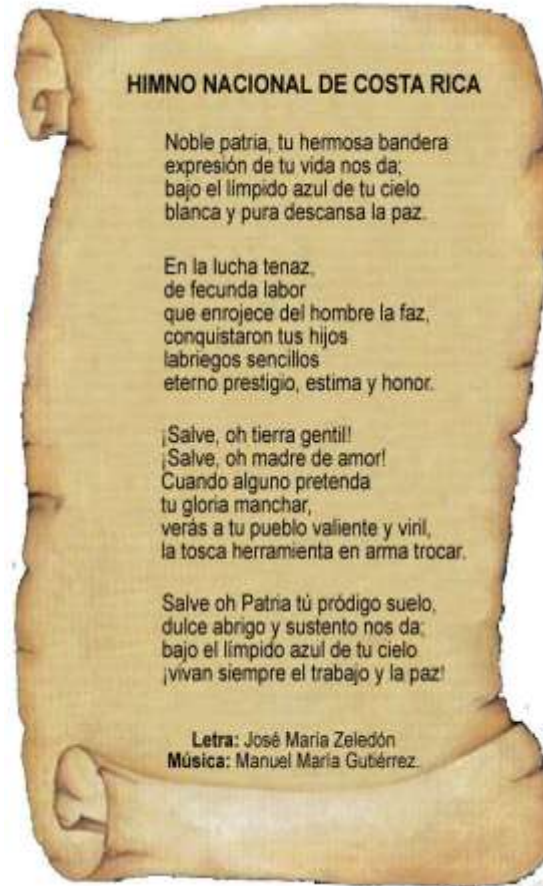 HIMNO NACIONAL DE COSTA RICA
Noble patria, tu hermosa bandera
expresión de tu vida nos da;
bajo el límpido azul de tu cielo
blanca y pura descansa la paz.
En la lucha tenaz,
de fecunda labor
que enrojece del hombre la faz,
conquistaron tus hijos
labriegos sencillos
eterno prestigio, estima y honor.
¡Salve, oh tierra gentil!
¡Salve, oh madre de amor!
Cuando alguno pretenda
tu gloria manchar,
verás a tu pueblo valiente y viril,
la tosca herramienta en arma trocar.
Salve oh Patria tú pródigo suelo,
dulce abrigo y sustento nos da;
bajo el límpido azul de tu cielo
¡vivan siempre el trabajo y la paz!
Letra: José María Zeledón
Música: Manuel María Gutiérrez.